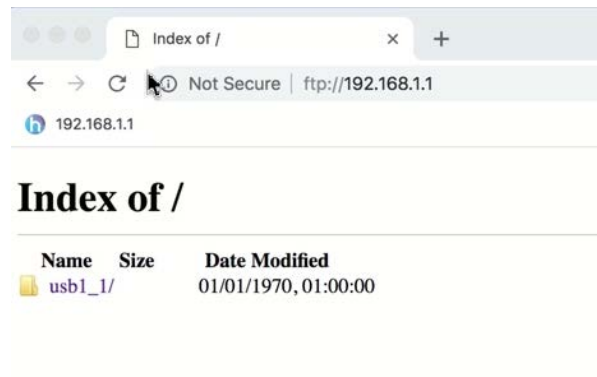 Index of /
Not Secure | ftp://192.168.1.1
h 192.168.1.1
Index of /
Name Size Date Modified
usb1_1/ 01/01/1970, 01:00:00